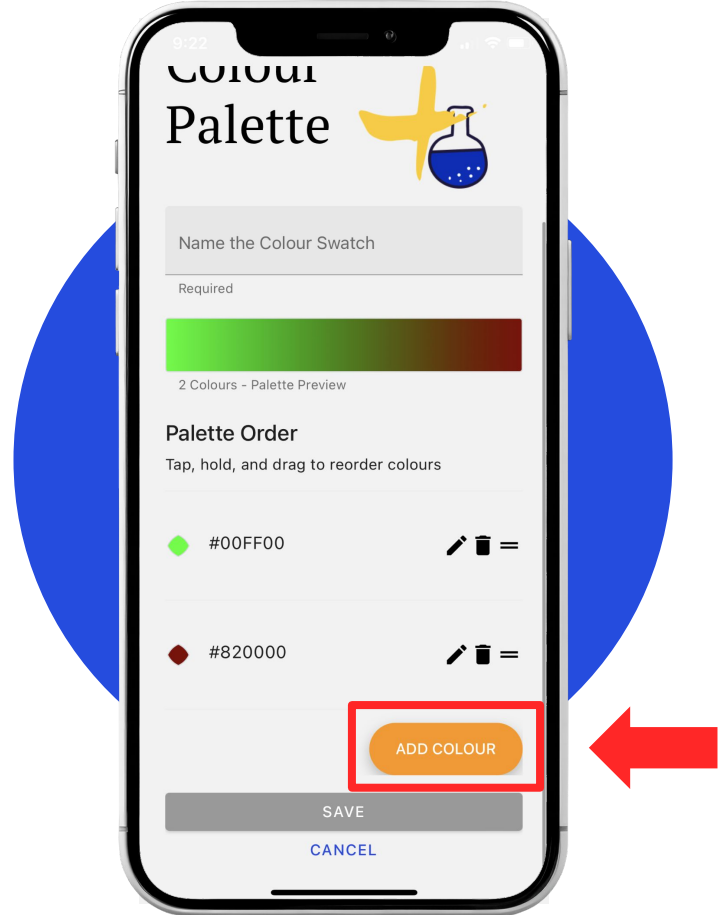 9:22
Colour
Palette
Name the Colour Swatch
Required
2 Colours - Palette Preview
Palette Order
Tap, hold, and drag to reorder colours
#00FF00
#820000
ADD COLOUR
SAVE
CANCEL